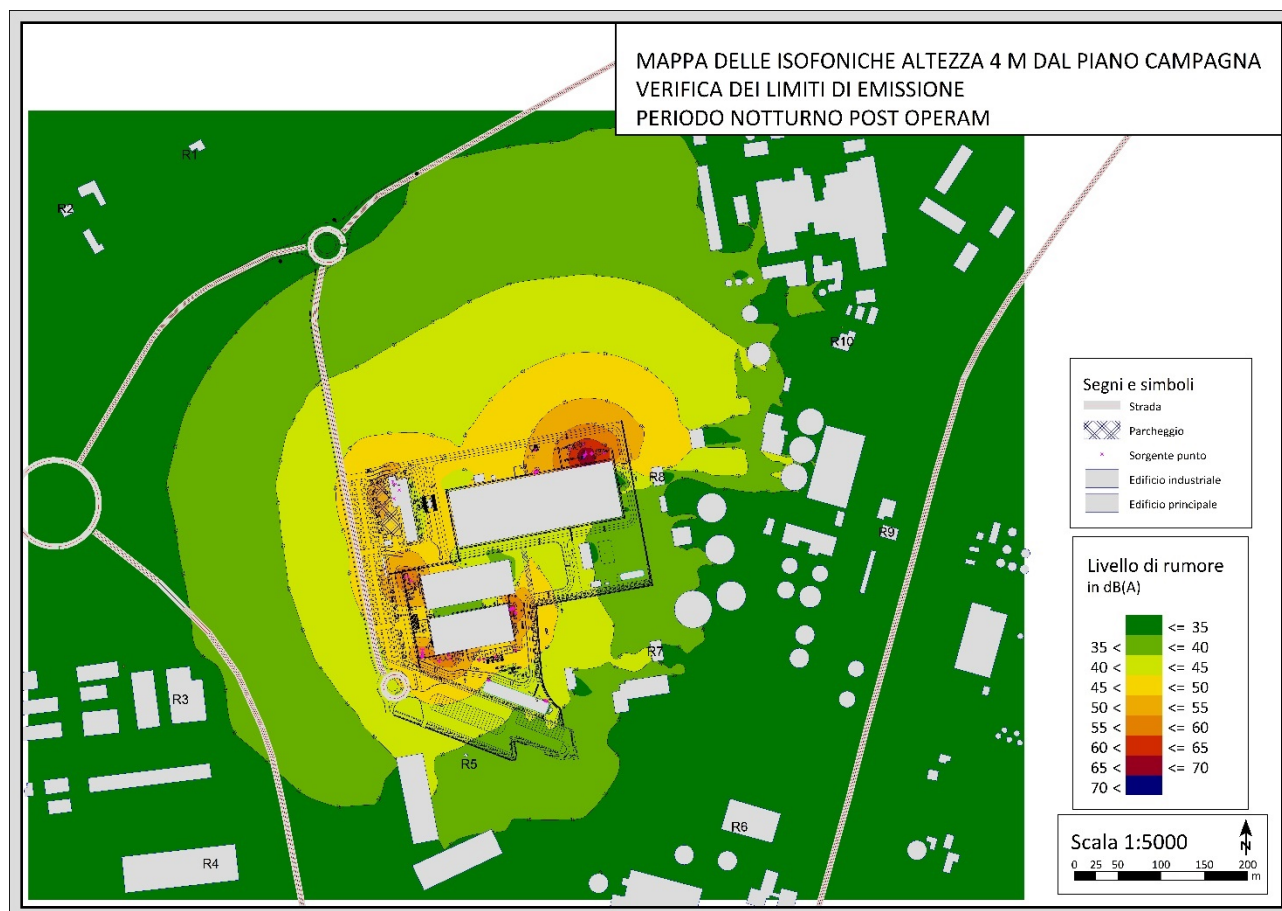 MAPPA DELLE ISOFONICHE ALTEZZA 4 M DAL PIANO CAMPAGNA
VERIFICA DEI LIMITI DI EMISSIONE
PERIODO NOTTURNO POST OPERAM
R1
R2
R10
R8
R9
R7
R3
R5
R6
R4
Segni e simboli
Strada
Parcheggio
Sorgente punto
Edificio industriale
Edificio principale
Livello di rumore
in dB(A)
<= 35
35 < <= 40
40 < <= 45
45 < <= 50
50 < <= 55
55 < <= 60
60 < <= 65
65 < <= 70
70 <
Scala 1:5000
N
0 25 50 100 150 200
m